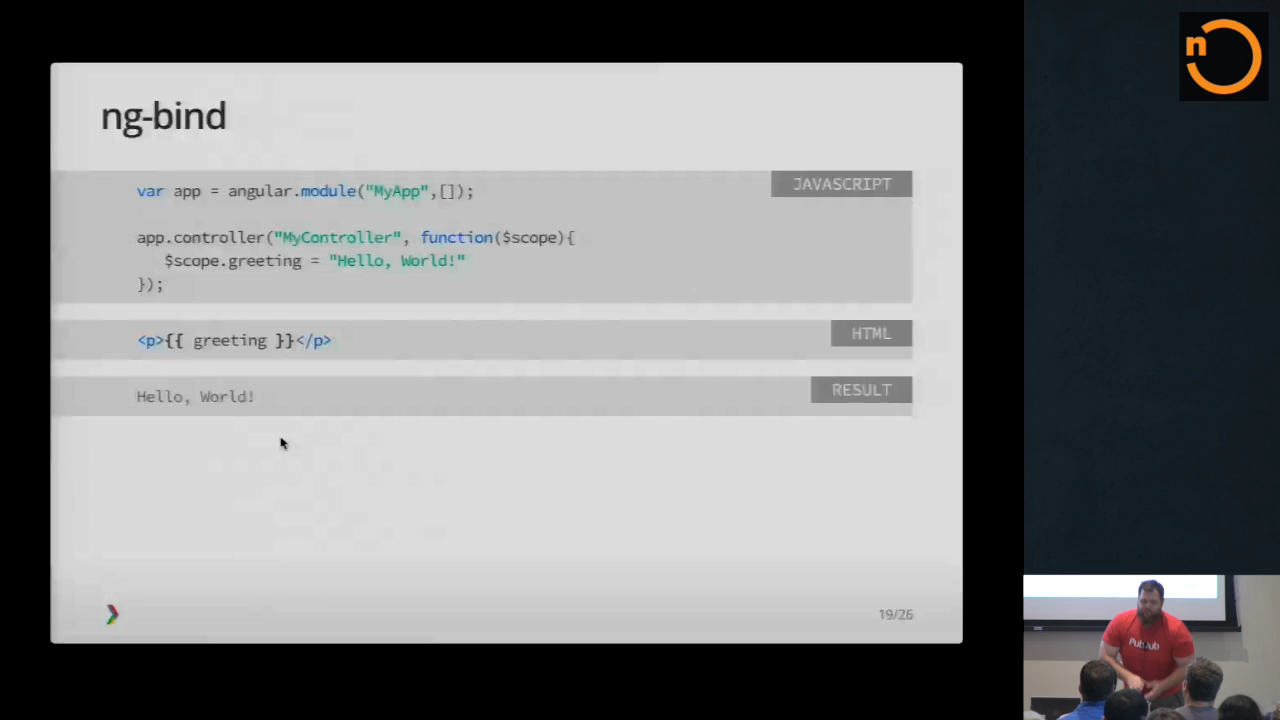 n
ng-bind
JAVASCRIPT
var app = angular.module("MyApp",[]);
app.controller("MyController", function($scope){
$scope.greeting = "Hello, World!"
});
HTML
<p>{{ greeting }}</p>
RESULT
Hello, World!
19/26
PubNub